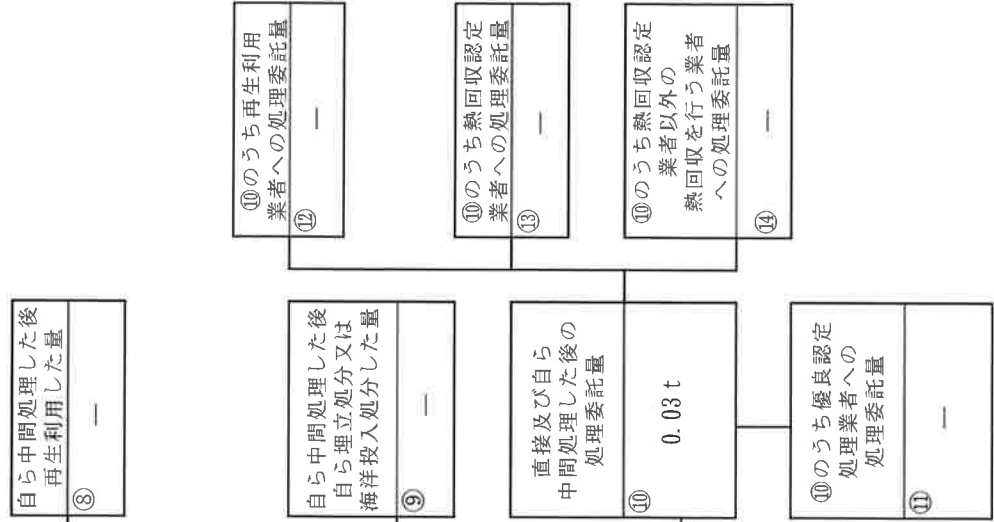 自ら中間処理した後
再生利用した量
⑧
―
自ら中間処理した後
自ら埋立処分又は
海洋投入処分した量
⑨
―
直接及び自ら
中間処理した後の
処理委託量
⑩
0.03t
⑩のうち優良認定
処理業者への
処理委託量
⑪
―
⑩のうち再生利用
業者への処理委託量
⑫
―
⑩のうち熱回収認定
業者への処理委託量
⑬
―
⑩のうち熱回収認定
業者以外の
熱回収を行う業者
への処理委託量
⑭
―